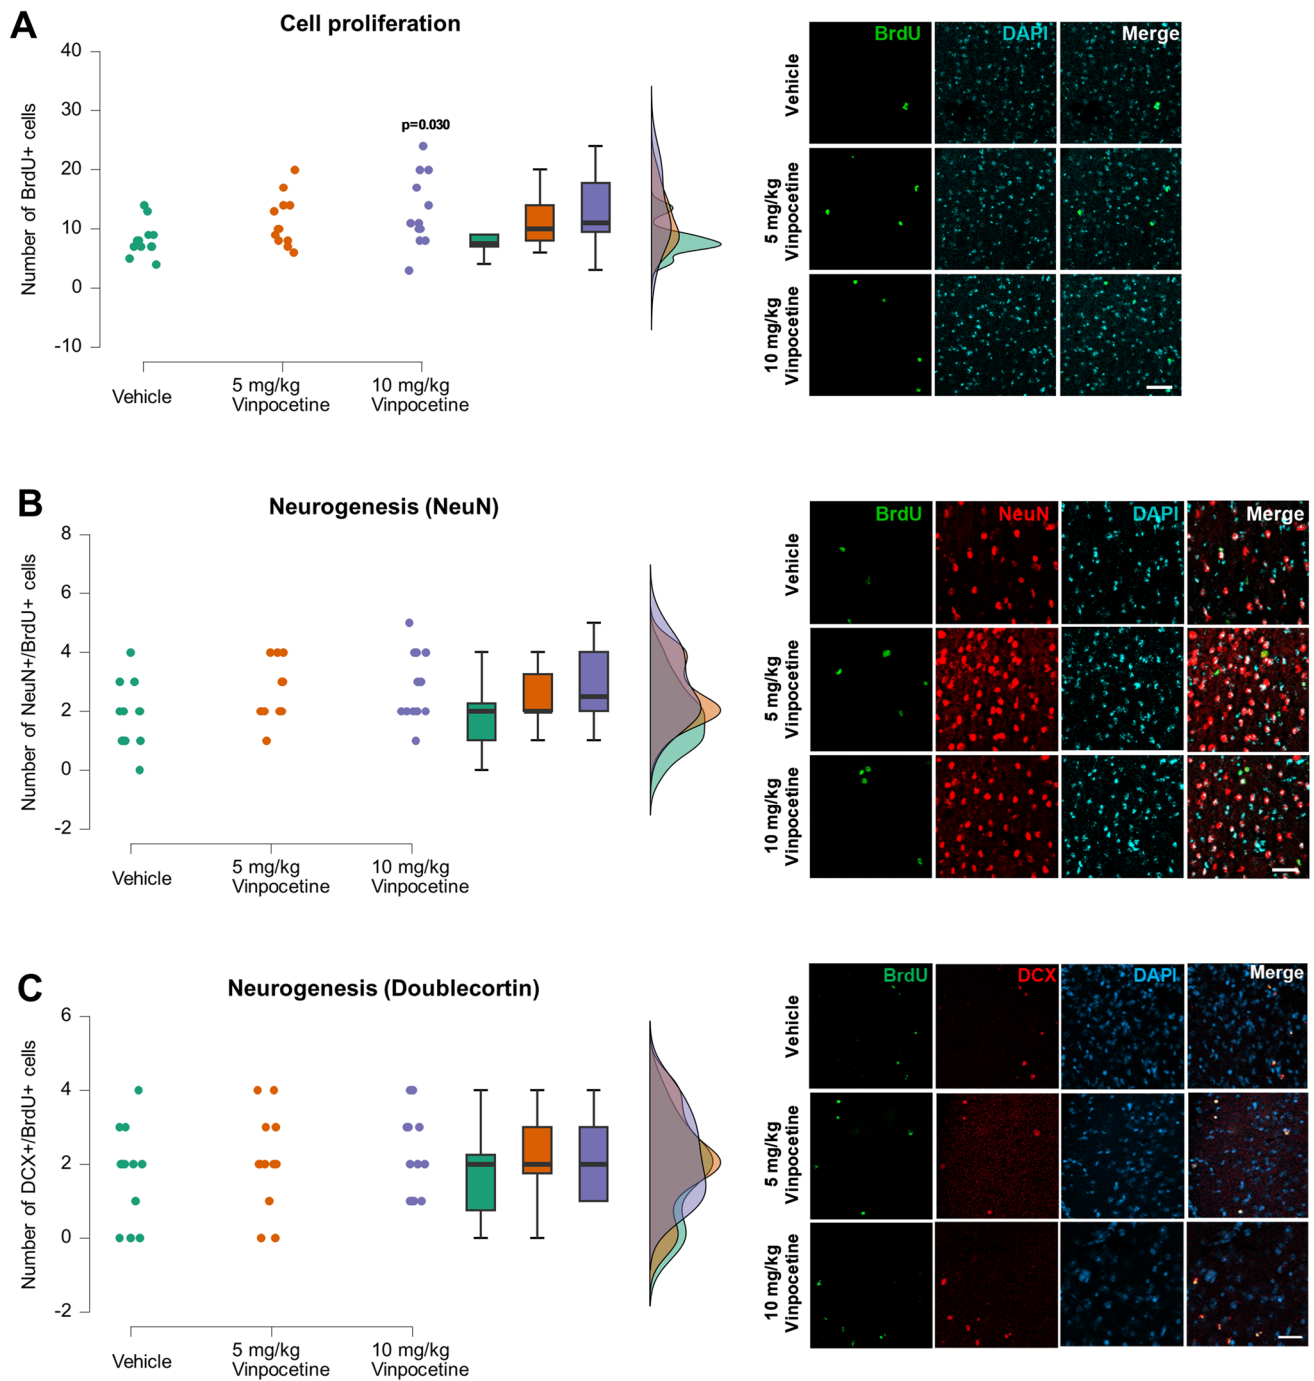 A
Cell proliferation
Number of BrdU+ cells
40
30
20
10
0
-10
p=0.030
Vehicle
5 mg/kg
Vinpocetine
10 mg/kg
Vinpocetine
BrdU
DAPI
Merge
Vehicle
5 mg/kg
Vinpocetine
10 mg/kg
Vinpocetine
B
Neurogenesis (NeuN)
Number of NeuN+/BrdU+ cells
8
6
4
2
0
-2
Vehicle
5 mg/kg
Vinpocetine
10 mg/kg
Vinpocetine
BrdU
NeuN
DAPI
Merge
Vehicle
5 mg/kg
Vinpocetine
10 mg/kg
Vinpocetine
C
Neurogenesis (Doublecortin)
Number of DCX+/BrdU+ cells
6
4
2
0
-2
Vehicle
5 mg/kg
Vinpocetine
10 mg/kg
Vinpocetine
BrdU
DCX
DAPI
Merge
Vehicle
5 mg/kg
Vinpocetine
10 mg/kg
Vinpocetine